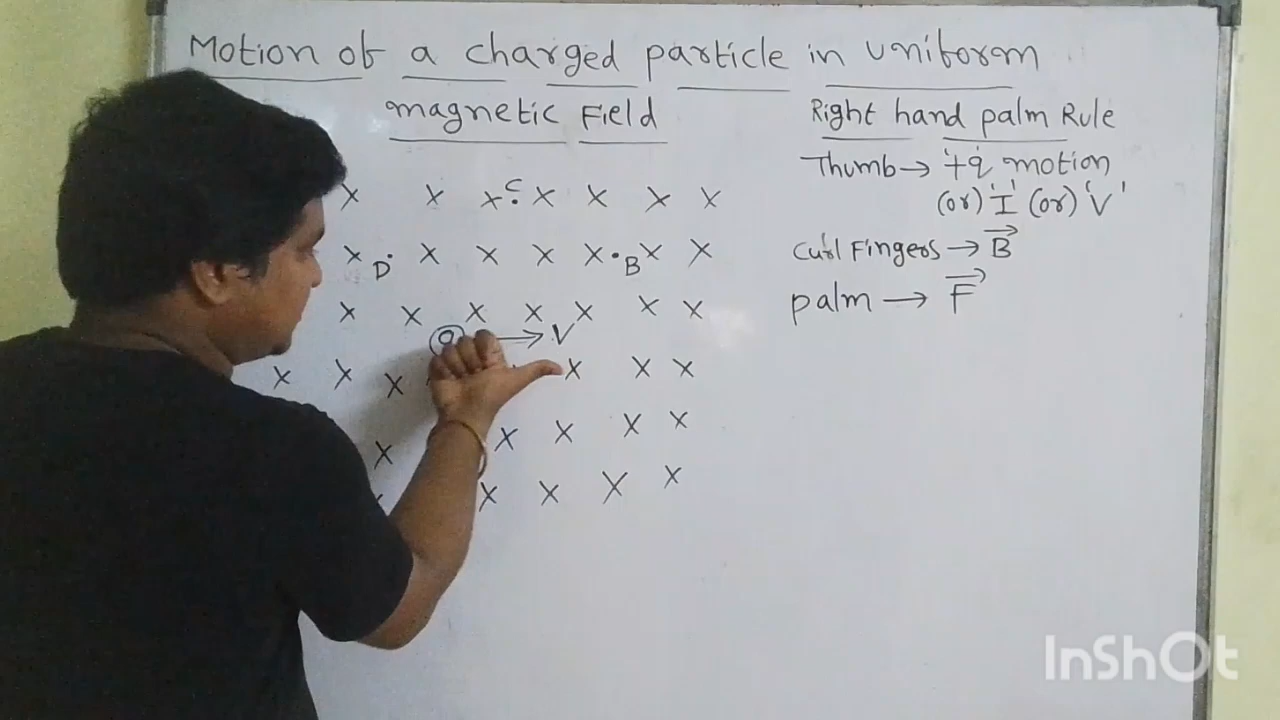 Motion of a charged particle in uniform
magnetic Field
Right hand palm Rule
Thumb → '+q' motion
(or) 'I' (or) 'V'
Curl Fingers → B
palm → F
X X X C X X X X
X D X X X X B X X
X X X X X X X
q → V
X X X X X X
X X X X X
X X X X
InShOt